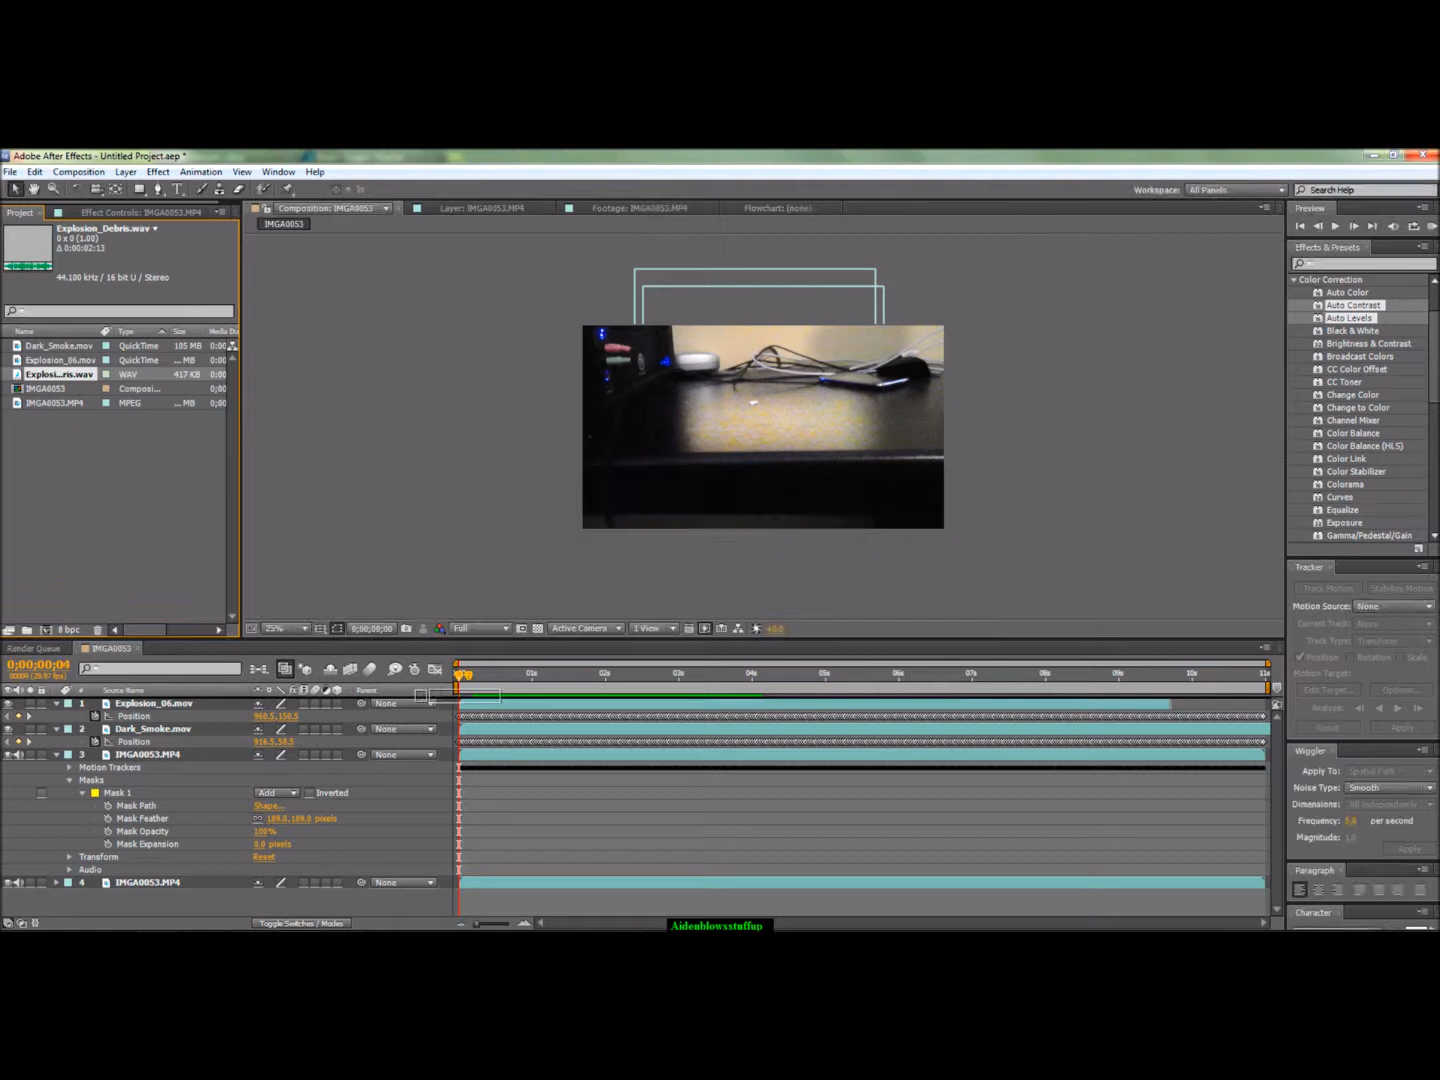 Adobe After Effects - Untitled Project.aep *
File Edit Composition Layer Effect Animation View Window Help
Workspace: All Panels Search Help
Project Effect Controls: IMGA0053.MP4 Composition: IMGA0053 Layer: IMGA0053.MP4 Footage: IMGA0053.MP4 Flowchart: (none) Preview
IMGA0053
Explosion_Debris.wav
0 x 0 (1.00)
Δ 0:00:02:13
44.100 kHz / 16 bit U / Stereo
Name Type Size Media Du
Dark_Smoke.mov QuickTime 105 MB 0:00
Explosion_06.mov QuickTime ... MB 0:00
Explosi...ris.wav WAV 417 KB 0:00
IMGA0053 Composi... 0;00
IMGA0053.MP4 MPEG ... MB 0;00
8 bpc
25% 0;00;00;00 Full Active Camera 1 View +0.0
Effects & Presets
Color Correction
Auto Color
Auto Contrast
Auto Levels
Black & White
Brightness & Contrast
Broadcast Colors
CC Color Offset
CC Toner
Change Color
Change to Color
Channel Mixer
Color Balance
Color Balance (HLS)
Color Link
Color Stabilizer
Colorama
Curves
Equalize
Exposure
Gamma/Pedestal/Gain
Tracker
Track Motion Stabilize Motion
Motion Source: None
Current Track: None
Track Type: Transform
Position Rotation Scale
Motion Target:
Edit Target... Options...
Analyze:
Reset Apply
Wiggler
Apply To: Spatial Path
Noise Type: Smooth
Dimensions: All Independently
Frequency: 5.0 per second
Magnitude: 1.0
Apply
Paragraph
Character
Render Queue IMGA0053
0;00;00;04
00004 (29.97 fps)
01s 02s 03s 04s 05s 06s 07s 08s 09s 10s 11s
# Source Name Parent
1 Explosion_06.mov None
Position 960.5,150.5
2 Dark_Smoke.mov None
Position 916.5,58.5
3 IMGA0053.MP4 None
Motion Trackers
Masks
Mask 1 Add Inverted
Mask Path Shape...
Mask Feather 189.0,189.0 pixels
Mask Opacity 100%
Mask Expansion 0.0 pixels
Transform Reset
Audio
4 IMGA0053.MP4 None
Toggle Switches / Modes
Aidenblowsstuffup